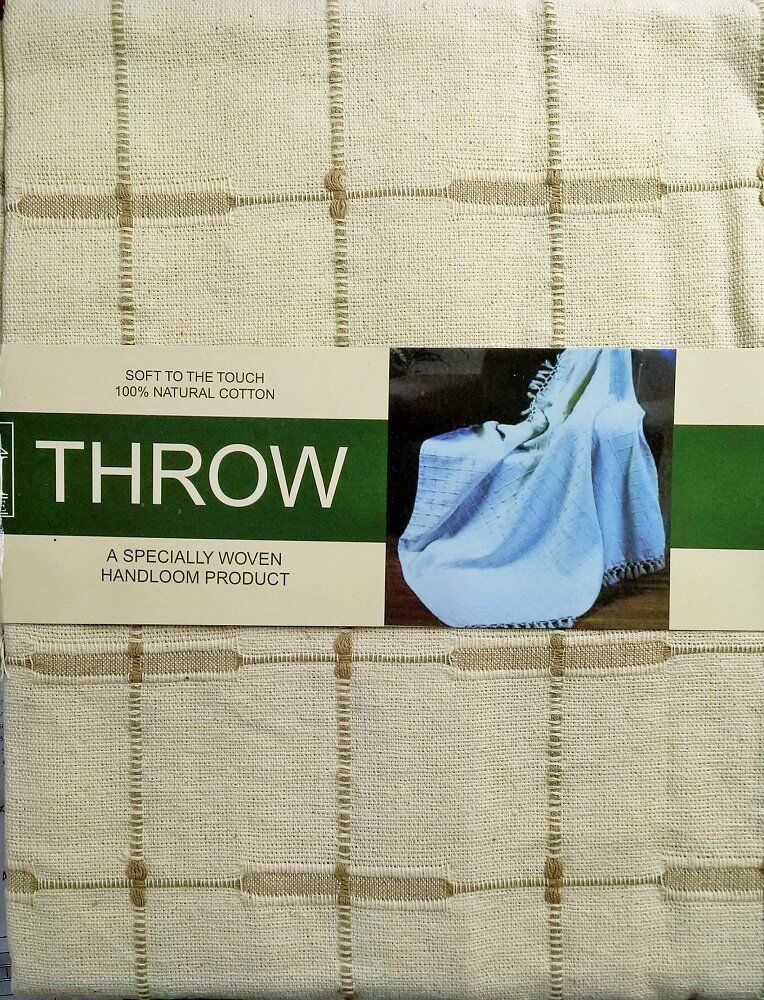 SOFT TO THE TOUCH
100% NATURAL COTTON
THROW
A SPECIALLY WOVEN
HANDLOOM PRODUCT